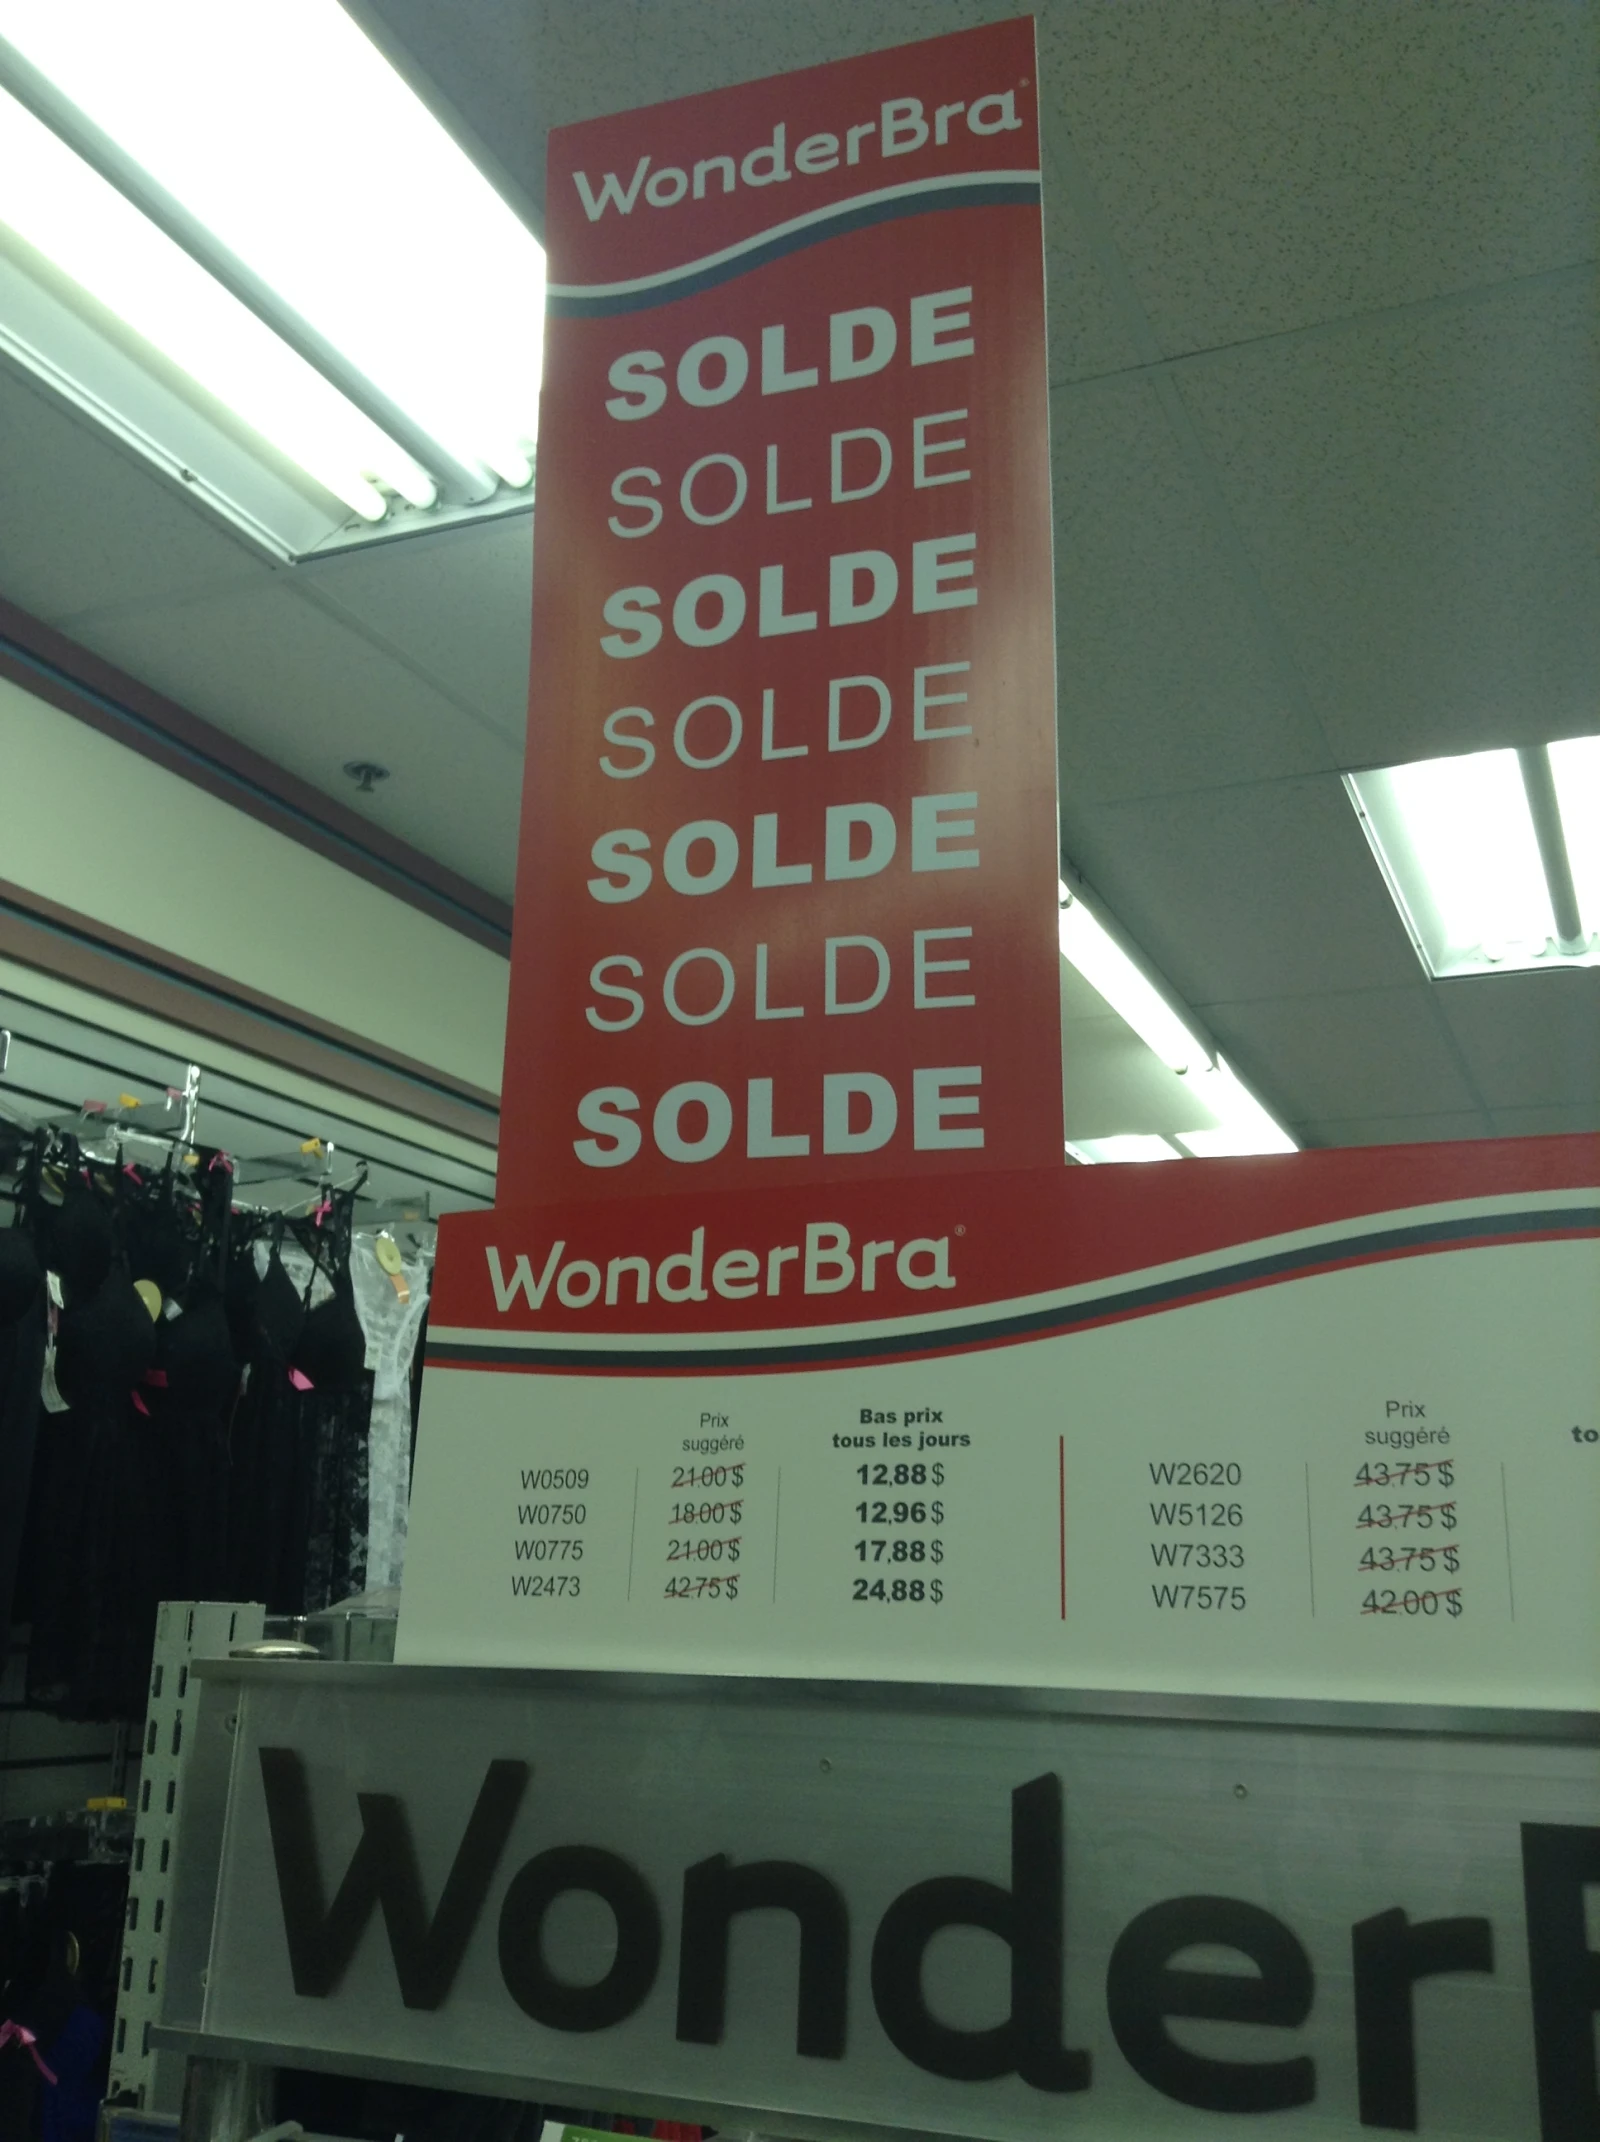 WonderBra®
SOLDE
SOLDE
SOLDE
SOLDE
SOLDE
SOLDE
SOLDE
WonderBra®
Prix suggéré
Bas prix tous les jours
W0509 21.00 $ 12,88 $
W0750 18.00 $ 12,96 $
W0775 21.00 $ 17,88 $
W2473 42.75 $ 24,88 $
Prix suggéré
W2620 43.75 $
W5126 43.75 $
W7333 43.75 $
W7575 42.00 $
Wonder